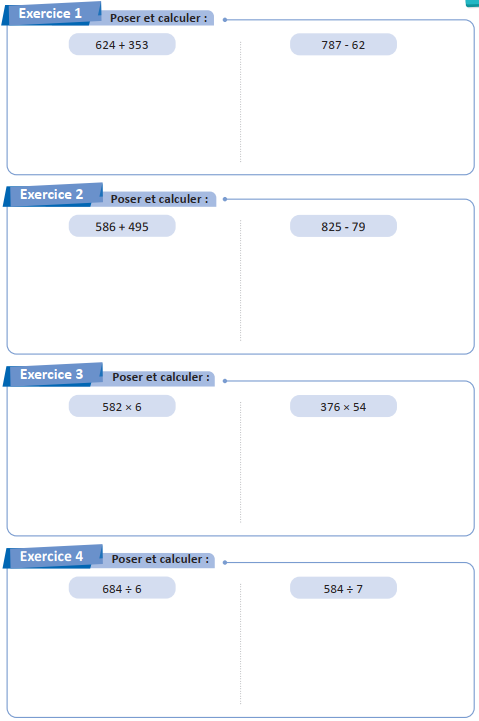 Exercice 1 Poser et calculer :
624 + 353 787 - 62
Exercice 2 Poser et calculer :
586 + 495 825 - 79
Exercice 3 Poser et calculer :
582 × 6 376 × 54
Exercice 4 Poser et calculer :
684 ÷ 6 584 ÷ 7